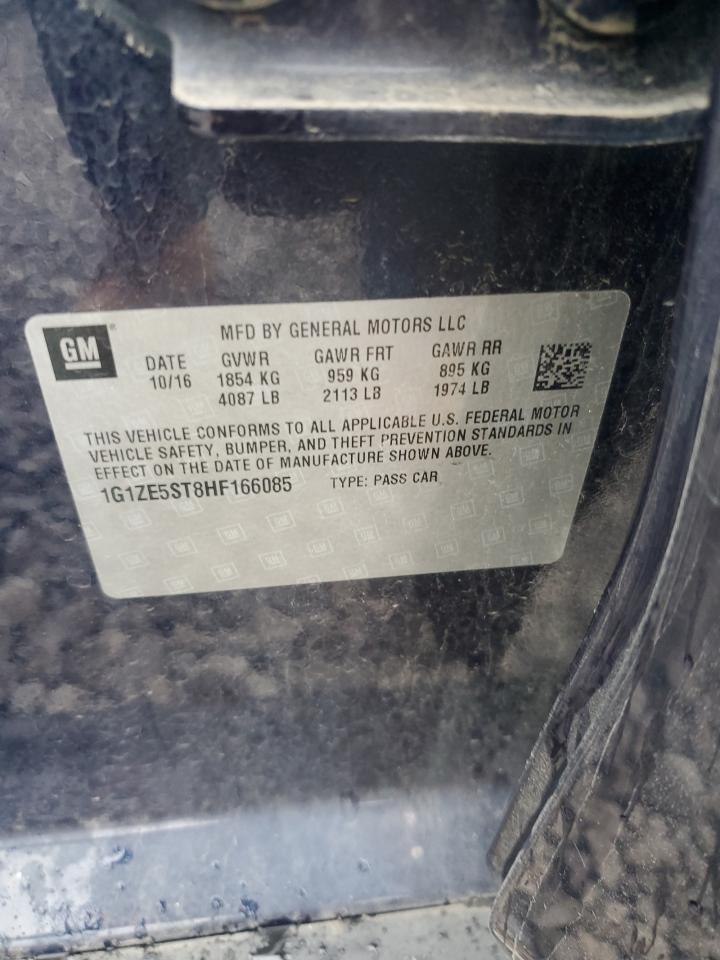 GM
MFD BY GENERAL MOTORS LLC
DATE GVWR GAWR FRT GAWR RR
10/16 1854 KG 959 KG 895 KG
4087 LB 2113 LB 1974 LB
THIS VEHICLE CONFORMS TO ALL APPLICABLE U.S. FEDERAL MOTOR
VEHICLE SAFETY, BUMPER, AND THEFT PREVENTION STANDARDS IN
EFFECT ON THE DATE OF MANUFACTURE SHOWN ABOVE.
1G1ZE5ST8HF166085 TYPE: PASS CAR